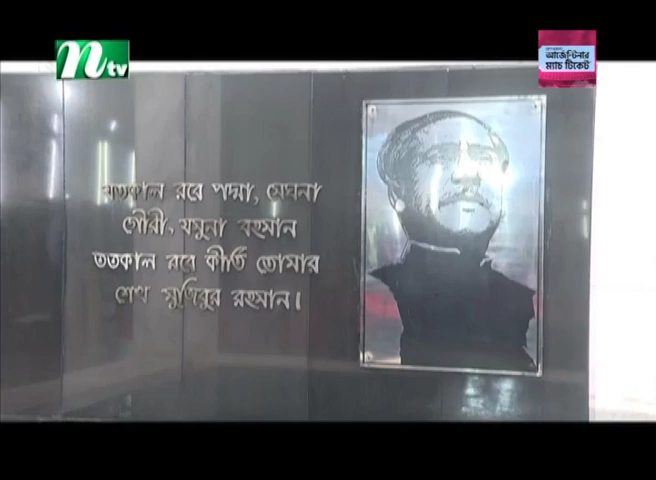 ntv
আর্জেন্টিনার
ম্যাচ টিকেট
যতকাল রবে পদ্মা, মেঘনা
গৌরী, যমুনা বহমান
ততকাল রবে কীর্তি তোমার
শেখ মুজিবুর রহমান।